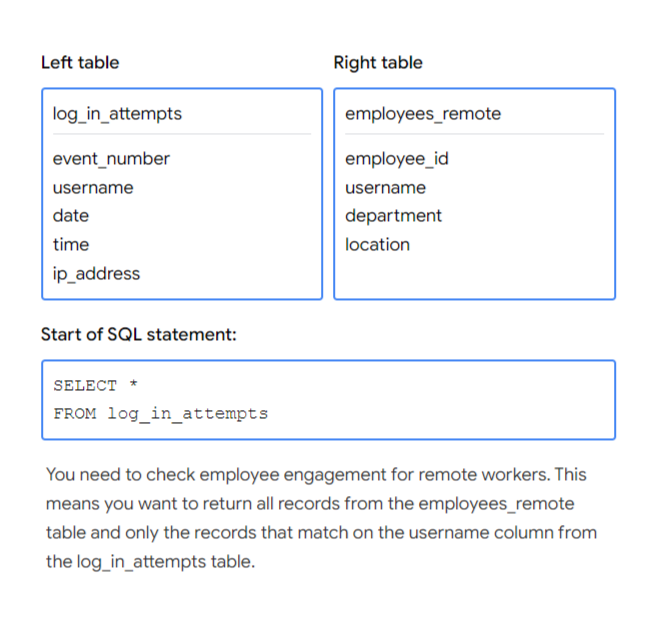 Left table
Right table
log_in_attempts
employees_remote
event_number
username
date
time
ip_address
employee_id
username
department
location
Start of SQL statement:
SELECT *
FROM log_in_attempts
You need to check employee engagement for remote workers. This
means you want to return all records from the employees_remote
table and only the records that match on the username column from
the log_in_attempts table.